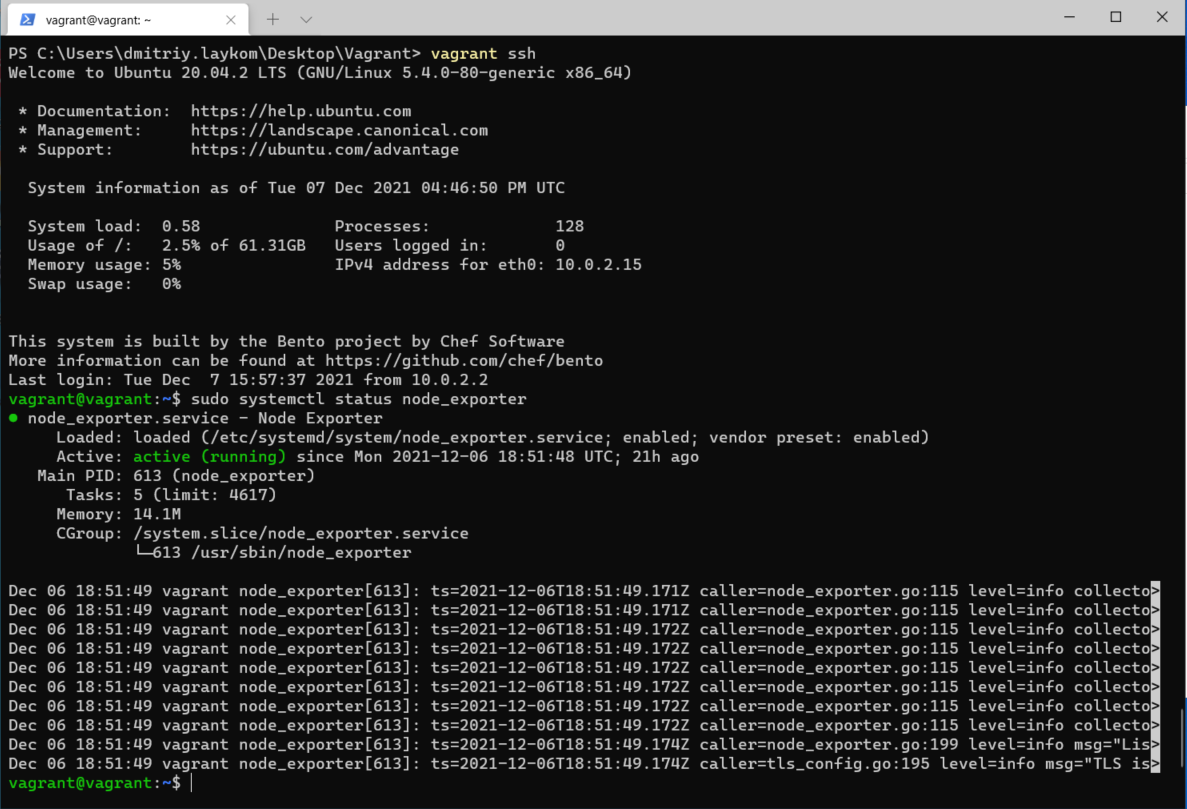 vagrant@vagrant: ~
PS C:\Users\dmitriy.laykom\Desktop\Vagrant> vagrant ssh
Welcome to Ubuntu 20.04.2 LTS (GNU/Linux 5.4.0-80-generic x86_64)
* Documentation:  https://help.ubuntu.com
* Management:     https://landscape.canonical.com
* Support:        https://ubuntu.com/advantage
System information as of Tue 07 Dec 2021 04:46:50 PM UTC
System load:  0.58              Processes:             128
Usage of /:   2.5% of 61.31GB   Users logged in:       0
Memory usage: 5%                IPv4 address for eth0: 10.0.2.15
Swap usage:   0%
This system is built by the Bento project by Chef Software
More information can be found at https://github.com/chef/bento
Last login: Tue Dec  7 15:57:37 2021 from 10.0.2.2
vagrant@vagrant:~$ sudo systemctl status node_exporter
● node_exporter.service - Node Exporter
Loaded: loaded (/etc/systemd/system/node_exporter.service; enabled; vendor preset: enabled)
Active: active (running) since Mon 2021-12-06 18:51:48 UTC; 21h ago
Main PID: 613 (node_exporter)
Tasks: 5 (limit: 4617)
Memory: 14.1M
CGroup: /system.slice/node_exporter.service
└─613 /usr/sbin/node_exporter
Dec 06 18:51:49 vagrant node_exporter[613]: ts=2021-12-06T18:51:49.171Z caller=node_exporter.go:115 level=info collecto>
Dec 06 18:51:49 vagrant node_exporter[613]: ts=2021-12-06T18:51:49.171Z caller=node_exporter.go:115 level=info collecto>
Dec 06 18:51:49 vagrant node_exporter[613]: ts=2021-12-06T18:51:49.172Z caller=node_exporter.go:115 level=info collecto>
Dec 06 18:51:49 vagrant node_exporter[613]: ts=2021-12-06T18:51:49.172Z caller=node_exporter.go:115 level=info collecto>
Dec 06 18:51:49 vagrant node_exporter[613]: ts=2021-12-06T18:51:49.172Z caller=node_exporter.go:115 level=info collecto>
Dec 06 18:51:49 vagrant node_exporter[613]: ts=2021-12-06T18:51:49.172Z caller=node_exporter.go:115 level=info collecto>
Dec 06 18:51:49 vagrant node_exporter[613]: ts=2021-12-06T18:51:49.172Z caller=node_exporter.go:115 level=info collecto>
Dec 06 18:51:49 vagrant node_exporter[613]: ts=2021-12-06T18:51:49.172Z caller=node_exporter.go:115 level=info collecto>
Dec 06 18:51:49 vagrant node_exporter[613]: ts=2021-12-06T18:51:49.174Z caller=node_exporter.go:199 level=info msg="Lis>
Dec 06 18:51:49 vagrant node_exporter[613]: ts=2021-12-06T18:51:49.174Z caller=tls_config.go:195 level=info msg="TLS is>
vagrant@vagrant:~$